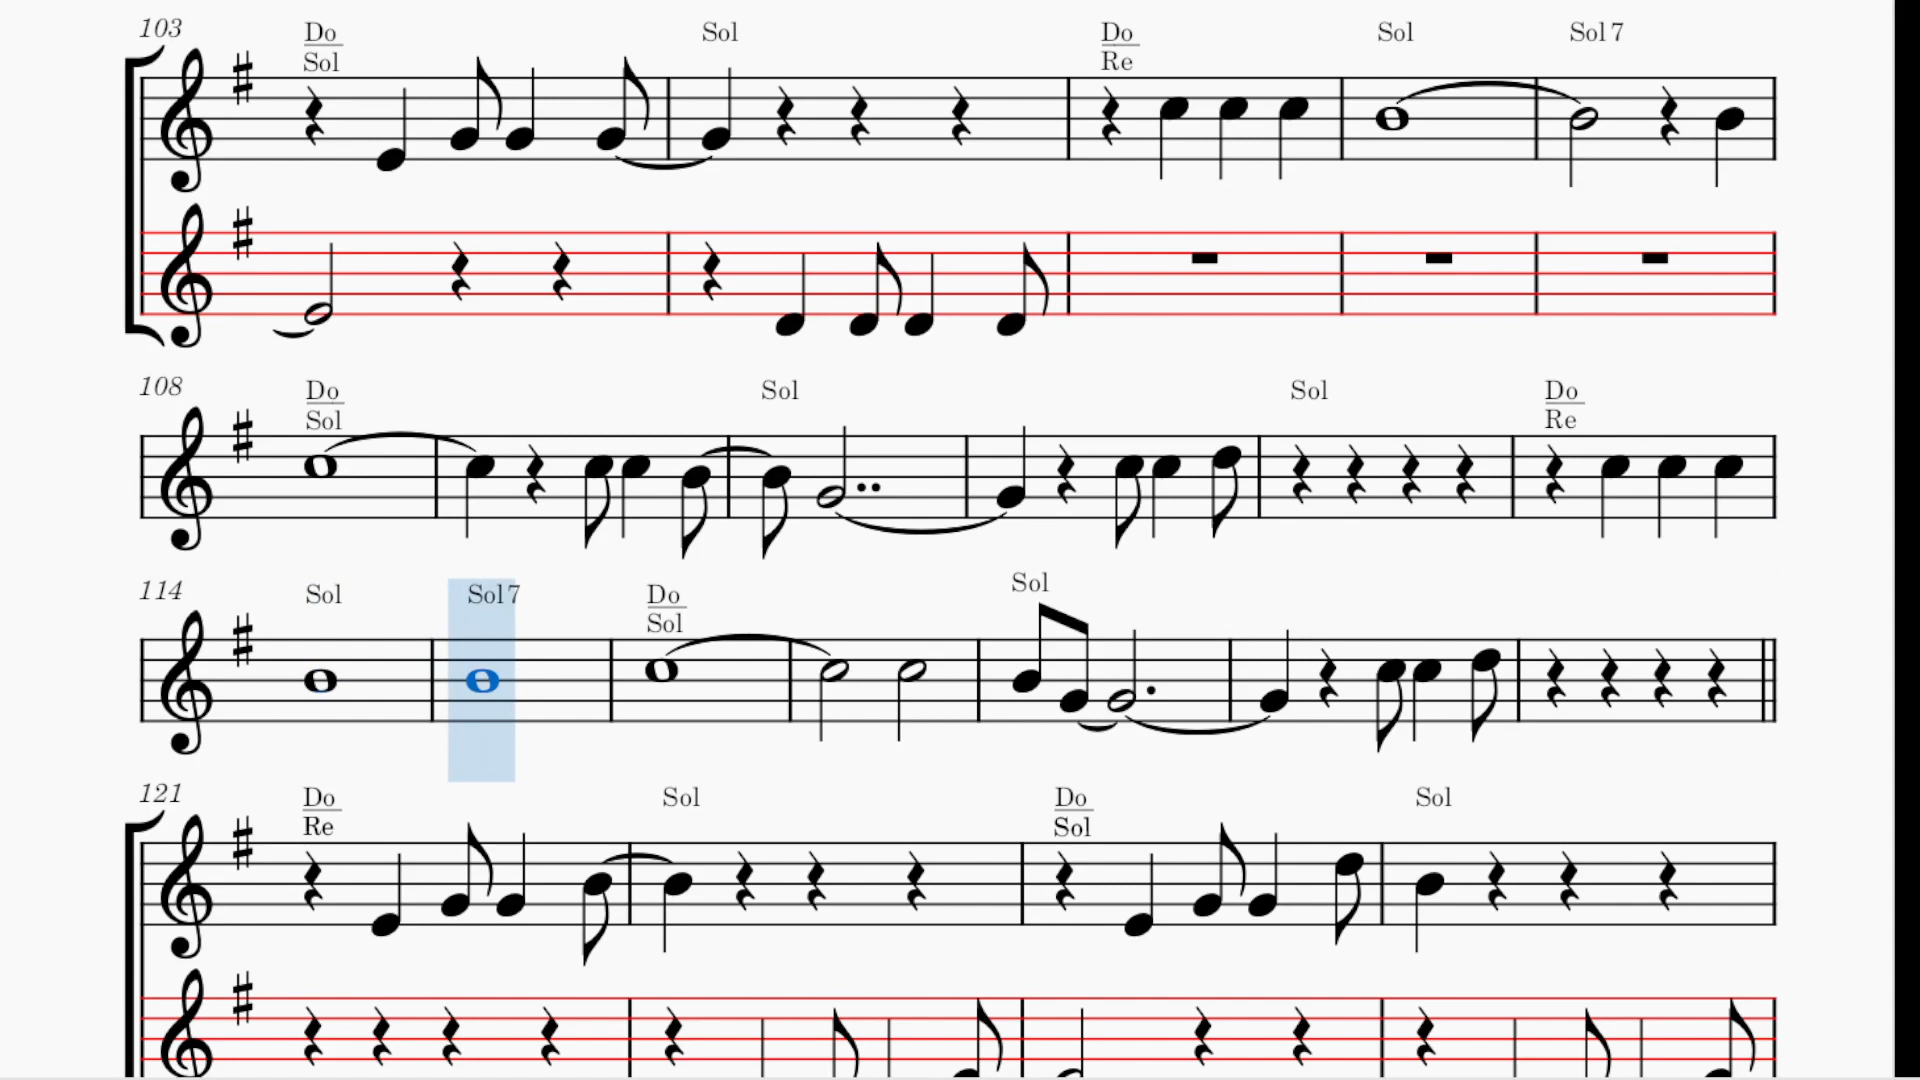 103 Do Sol Do Sol Sol 7
Sol Re
108 Do Sol Sol Do
Sol Re
114 Sol Sol 7 Do Sol
Sol
121 Do Sol Do Sol
Re Sol